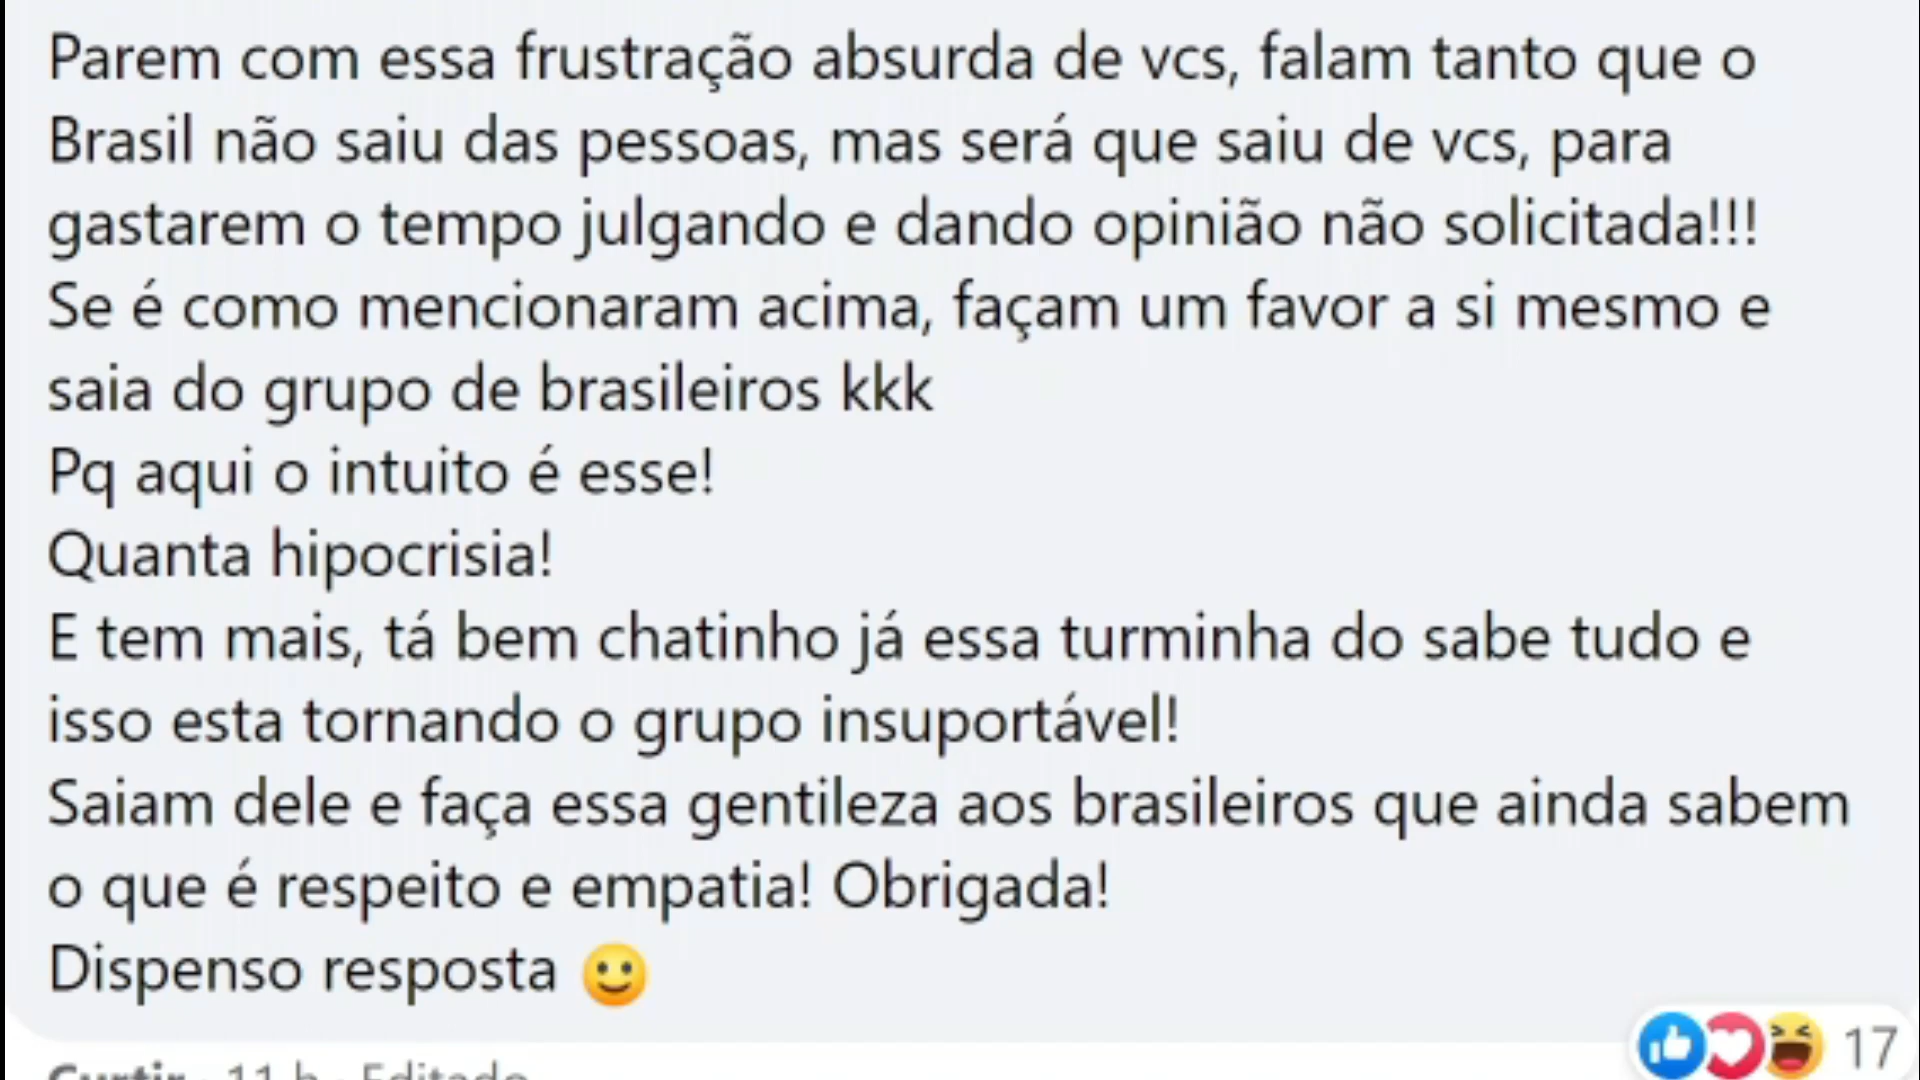 Parem com essa frustração absurda de vcs, falam tanto que o
Brasil não saiu das pessoas, mas será que saiu de vcs, para
gastarem o tempo julgando e dando opinião não solicitada!!!
Se é como mencionaram acima, façam um favor a si mesmo e
saia do grupo de brasileiros kkk
Pq aqui o intuito é esse!
Quanta hipocrisia!
E tem mais, tá bem chatinho já essa turminha do sabe tudo e
isso esta tornando o grupo insuportável!
Saiam dele e faça essa gentileza aos brasileiros que ainda sabem
o que é respeito e empatia! Obrigada!
Dispenso resposta 🙂
17
Curtir · 11 h · Editado